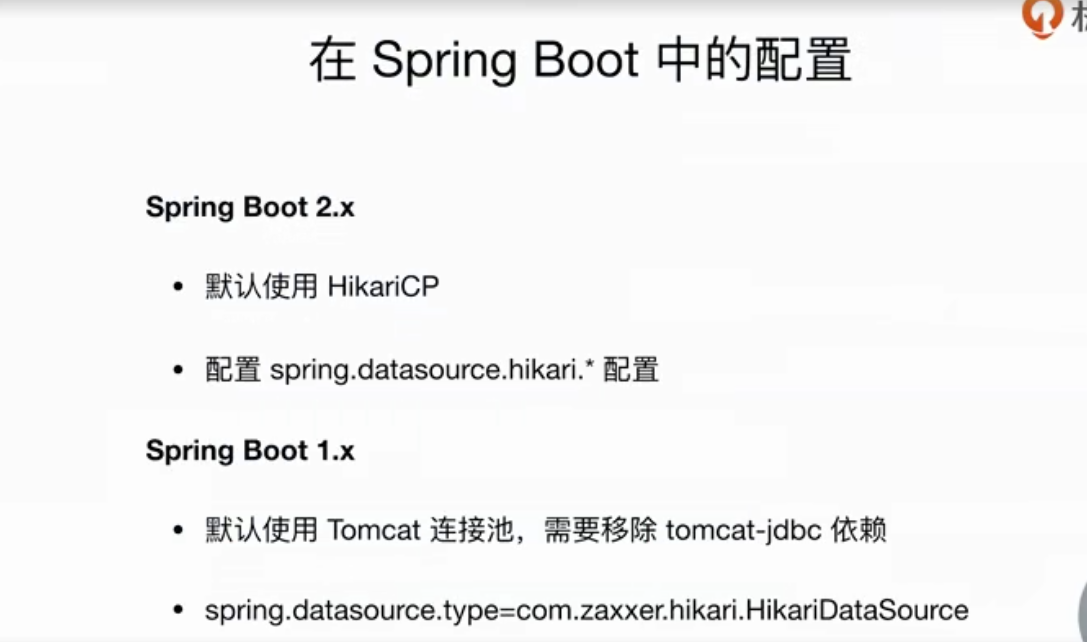 在 Spring Boot 中的配置
Spring Boot 2.x
• 默认使用 HikariCP
• 配置 spring.datasource.hikari.* 配置
Spring Boot 1.x
• 默认使用 Tomcat 连接池，需要移除 tomcat-jdbc 依赖
• spring.datasource.type=com.zaxxer.hikari.HikariDataSource